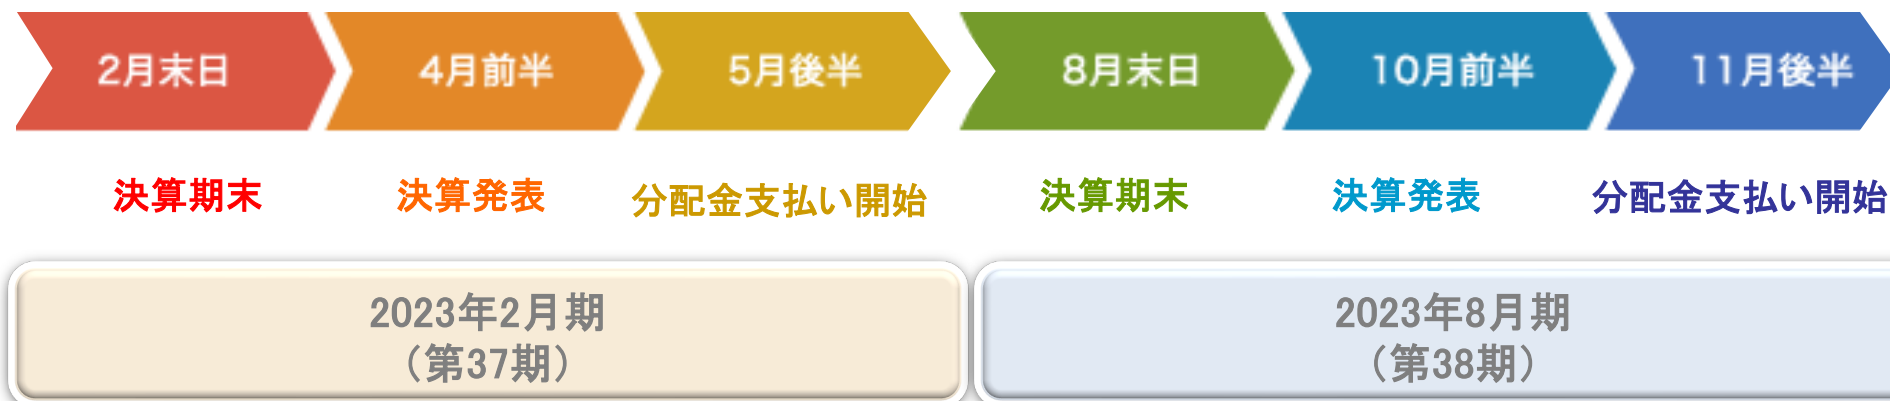 2月末日
4月前半
5月後半
8月末日
10月前半
11月後半
決算期末
決算発表
分配金支払い開始
決算期末
決算発表
分配金支払い開始
2023年2月期
（第37期）
2023年8月期
（第38期）